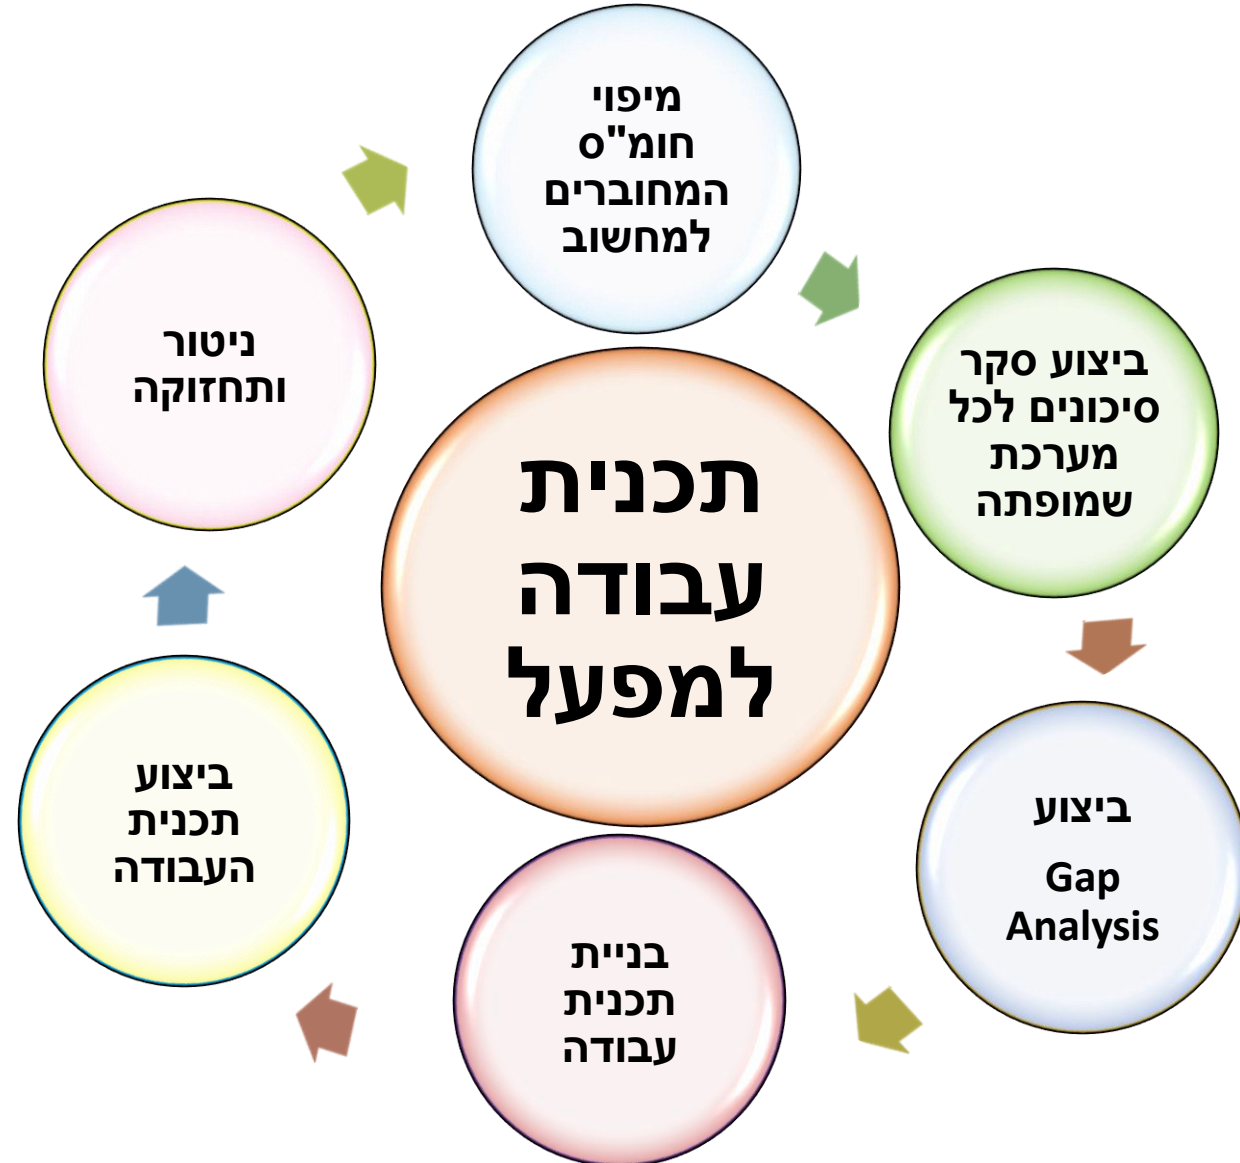 מיפוי
חומ"ס
המחוברים
למחשוב
ביצוע סקר
סיכונים לכל
מערכת
שמופתה
ביצוע
Gap
Analysis
בניית
תכנית
עבודה
ביצוע
תכנית
העבודה
ניטור
ותחזוקה
תכנית
עבודה
למפעל